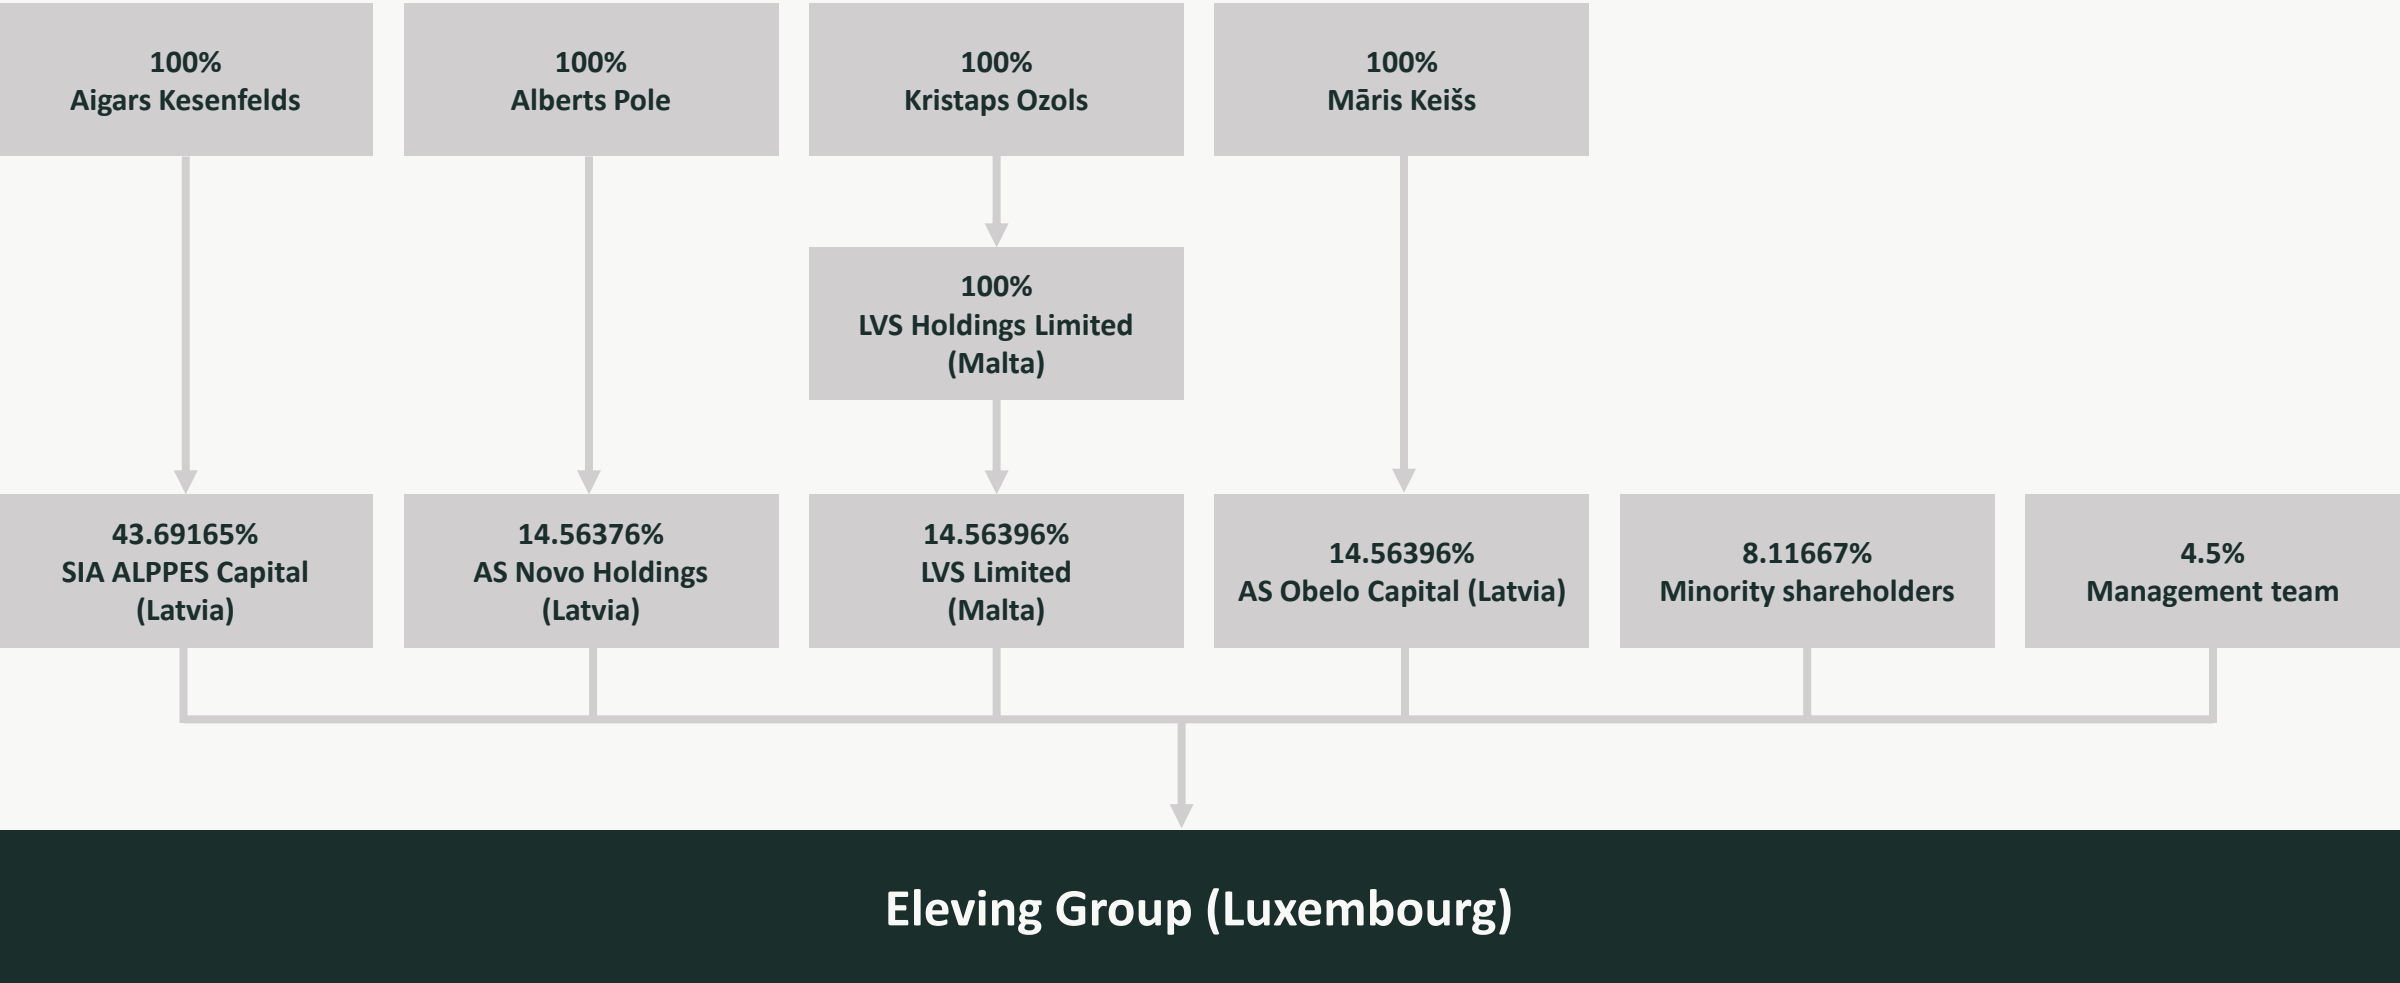 100%
Aigars Kesenfelds
100%
Alberts Pole
100%
Kristaps Ozols
100%
Māris Keišs
100%
LVS Holdings Limited
(Malta)
43.69165%
SIA ALPPES Capital
(Latvia)
14.56376%
AS Novo Holdings
(Latvia)
14.56396%
LVS Limited
(Malta)
14.56396%
AS Obelo Capital (Latvia)
8.11667%
Minority shareholders
4.5%
Management team
Eleving Group (Luxembourg)